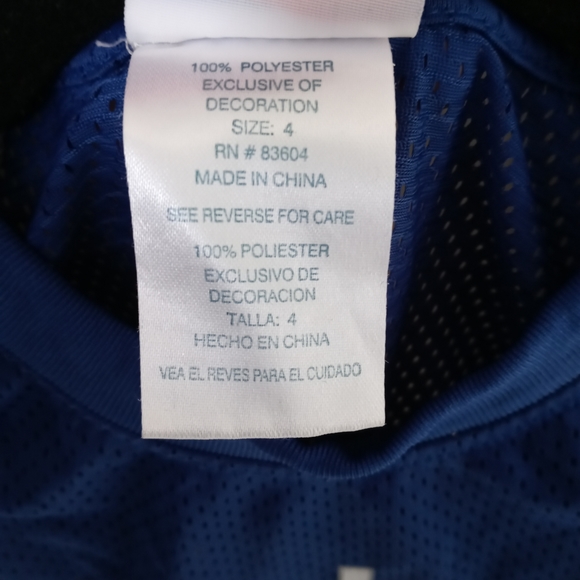 100% POLYESTER
EXCLUSIVE OF
DECORATION
SIZE: 4
RN # 83604
MADE IN CHINA
SEE REVERSE FOR CARE
100% POLIESTER
EXCLUSIVO DE
DECORACION
TALLA: 4
HECHO EN CHINA
VEA EL REVES PARA EL CUIDADO